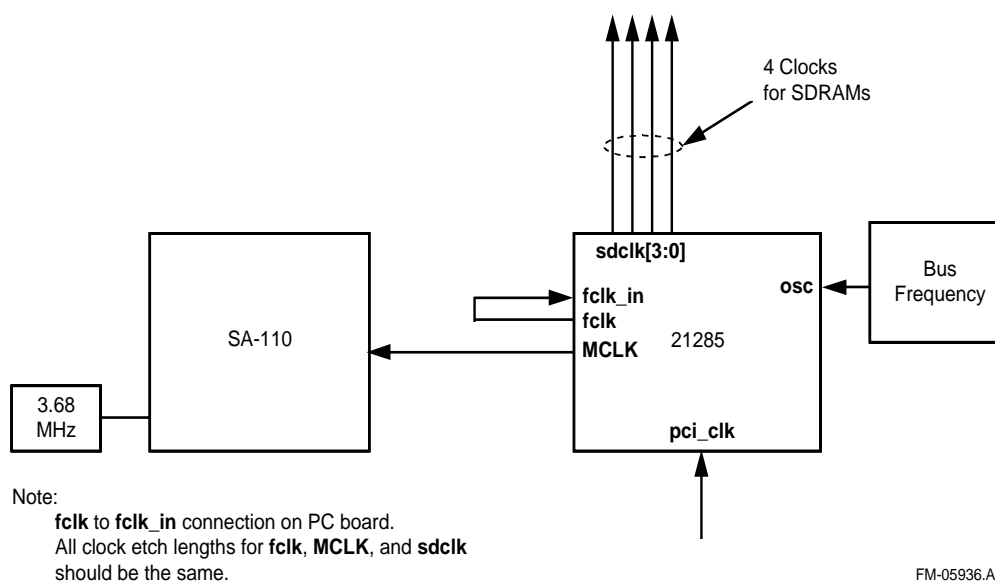 4 Clocks
for SDRAMs
sdclk[3:0]
fclk_in
fclk
MCLK
osc
21285
pci_clk
Bus
Frequency
SA-110
3.68
MHz
Note:
fclk to fclk_in connection on PC board.
All clock etch lengths for fclk, MCLK, and sdclk
should be the same.
FM-05936.A